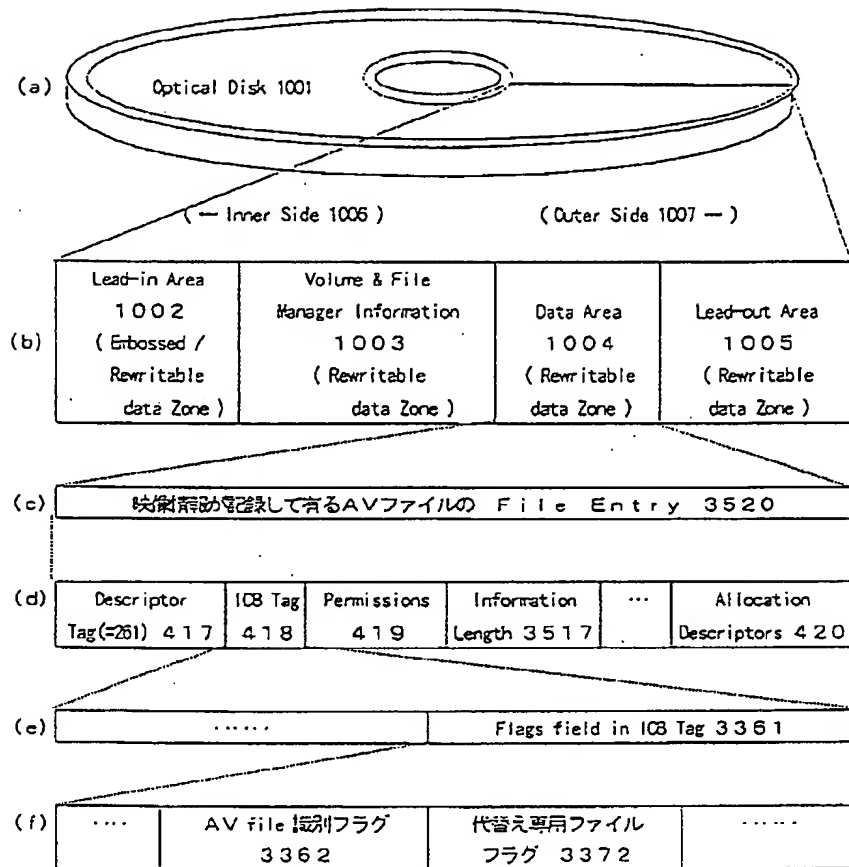 (a)
Optical Disk 1001
(← Inner Side 1006 )
(Outer Side 1007 →)
(b)
Lead-in Area
1002
( Embossed /
Rewritable
data Zone )
Volume & File
Manager Information
1003
( Rewritable
data Zone )
Data Area
1004
( Rewritable
data Zone )
Lead-out Area
1005
( Rewritable
data Zone )
(c)
映像情報が記録して有るAVファイルの File Entry 3520
(d)
Descriptor
Tag(=261) 417
ICB Tag
418
Permissions
419
Information
Length 3517
...
Allocation
Descriptors 420
(e)
......
Flags field in ICB Tag 3361
(f)
....
AV file 識別フラグ
3362
代替え専用ファイル
フラグ 3372
......